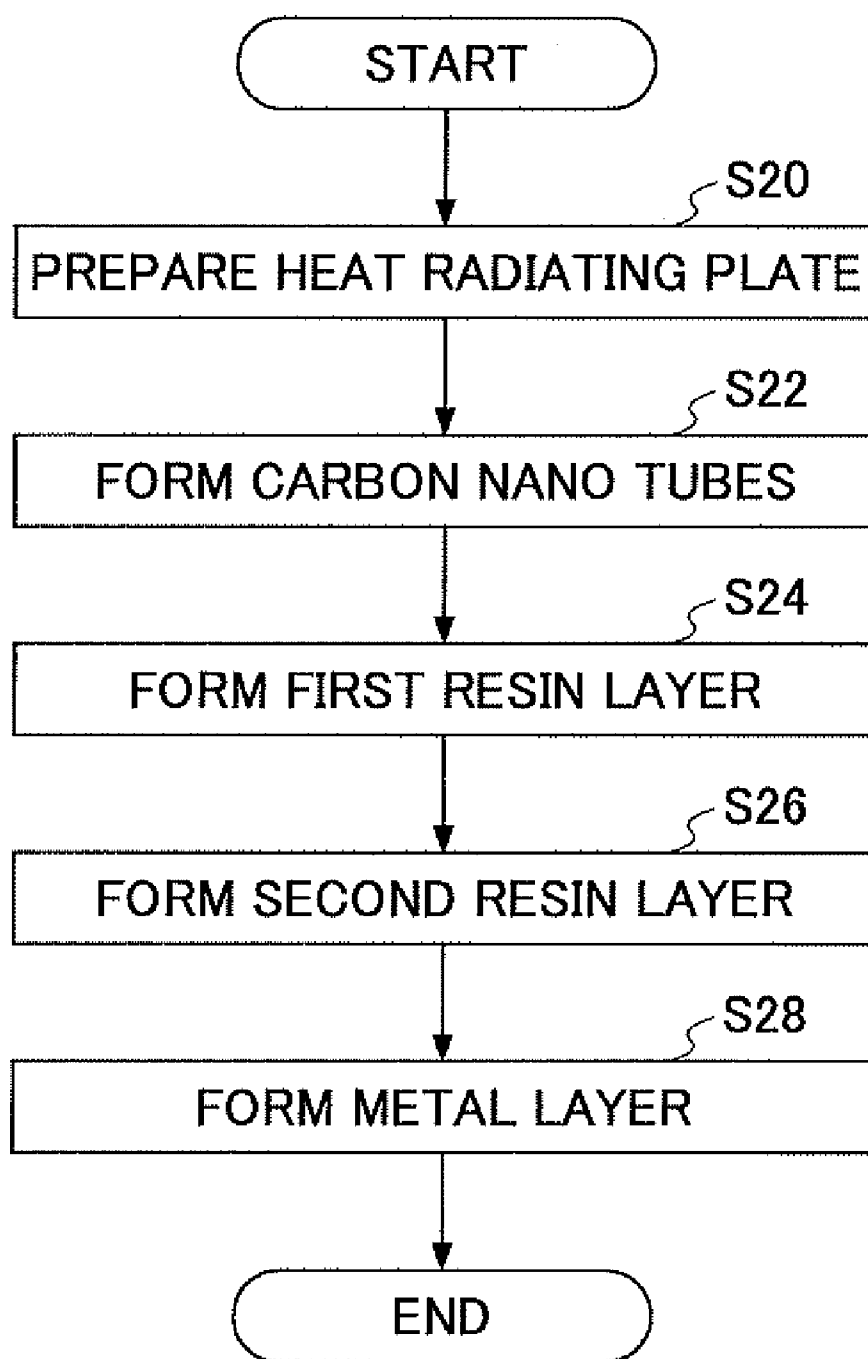 START
S20
PREPARE HEAT RADIATING PLATE
S22
FORM CARBON NANO TUBES
S24
FORM FIRST RESIN LAYER
S26
FORM SECOND RESIN LAYER
S28
FORM METAL LAYER
END